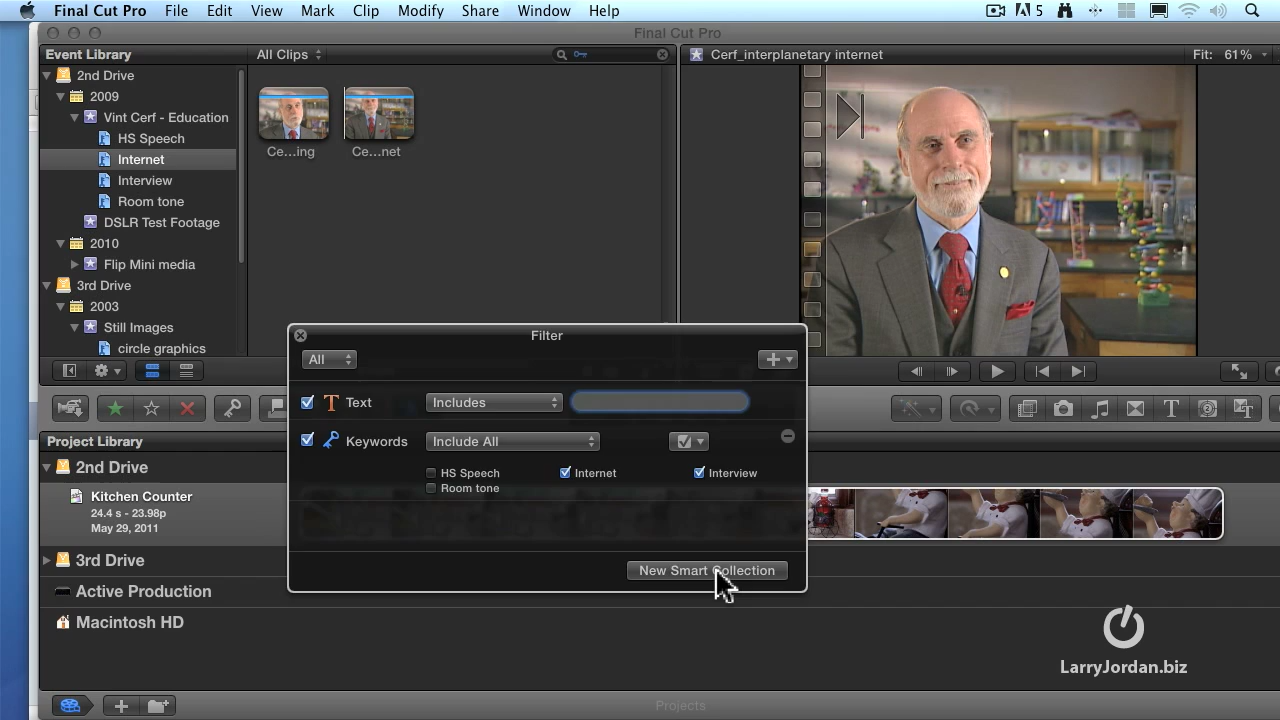 Final Cut Pro File Edit View Mark Clip Modify Share Window Help 5
Final Cut Pro
Event Library
All Clips
Cerf_interplanetary internet
Fit: 61%
2nd Drive
2009
Vint Cerf - Education
HS Speech
Internet
Interview
Room tone
DSLR Test Footage
2010
Flip Mini media
3rd Drive
2003
Still Images
circle graphics
Ce...ing
Ce...net
Filter
All
Text
Includes
Keywords
Include All
HS Speech
Internet
Interview
Room tone
New Smart Collection
Project Library
2nd Drive
Kitchen Counter
24.4 s - 23.98p
May 29, 2011
3rd Drive
Active Production
Macintosh HD
LarryJordan.biz
Projects